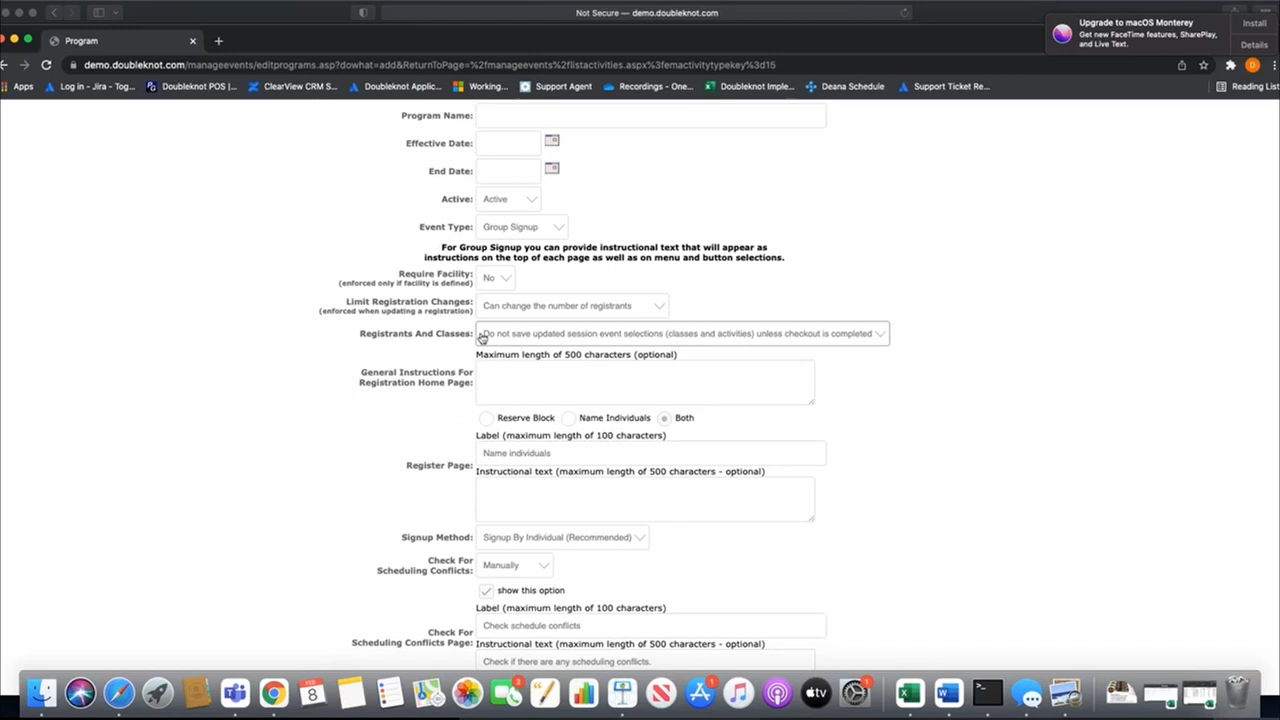 Not Secure — demo.doubleknot.com
Upgrade to macOS Monterey
Get new FaceTime features, SharePlay,
and Live Text.
Install
Details
Program
demo.doubleknot.com/manageevents/editprograms.asp?dowhat=add&ReturnToPage=%2fmanageevents%2flistactivities.aspx%3femactivitytypekey%3d15
D
Apps
Log in - Jira - Tog...
Doubleknot POS |...
ClearView CRM S...
Doubleknot Applic...
Working...
Support Agent
Recordings - One...
Doubleknot Imple...
Deana Schedule
Support Ticket Re...
Reading List
Program Name:
Effective Date:
End Date:
Active: Active
Event Type: Group Signup
For Group Signup you can provide instructional text that will appear as
instructions on the top of each page as well as on menu and button selections.
Require Facility: No
(enforced only if facility is defined)
Limit Registration Changes: Can change the number of registrants
(enforced when updating a registration)
Registrants And Classes: Do not save updated session event selections (classes and activities) unless checkout is completed
Maximum length of 500 characters (optional)
General Instructions For
Registration Home Page:
Reserve Block Name Individuals Both
Label (maximum length of 100 characters)
Name individuals
Register Page:
Instructional text (maximum length of 500 characters - optional)
Signup Method: Signup By Individual (Recommended)
Check For
Scheduling Conflicts: Manually
show this option
Label (maximum length of 100 characters)
Check schedule conflicts
Check For
Scheduling Conflicts Page:
Instructional text (maximum length of 500 characters - optional)
Check if there are any scheduling conflicts.
FEB
8
2
1
tv
1